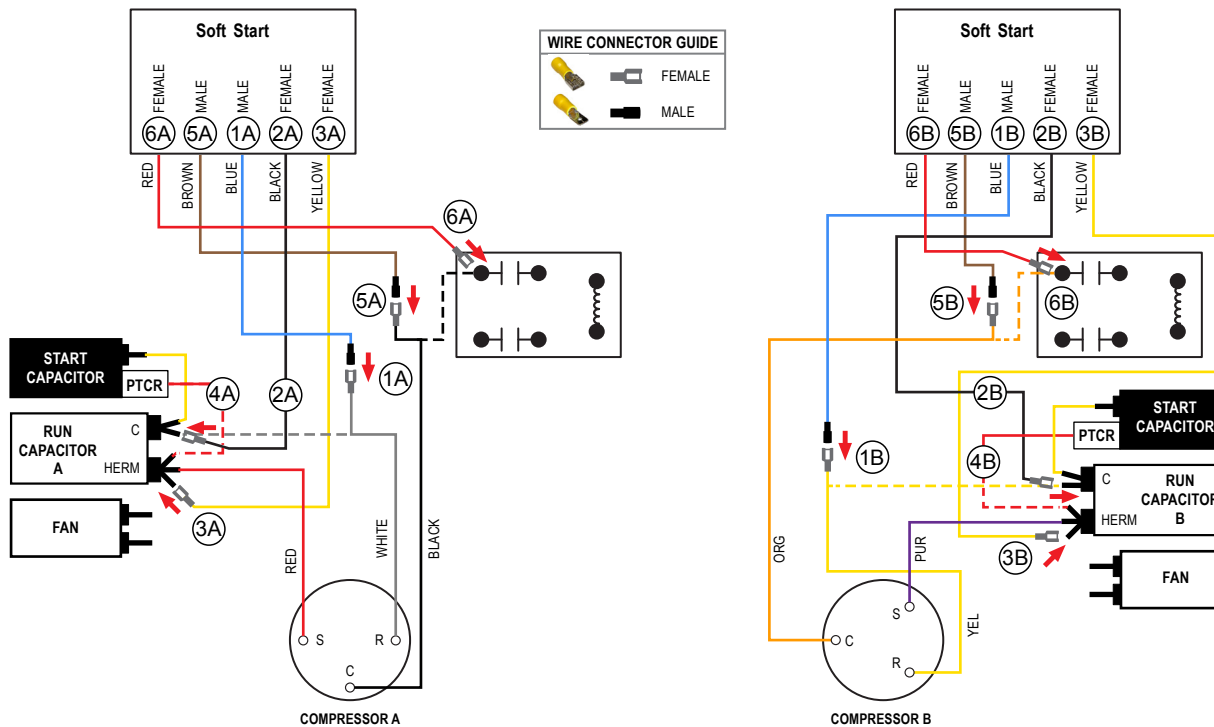 Soft Start
FEMALE
MALE
MALE
FEMALE
FEMALE
6A
5A
1A
2A
3A
RED
BROWN
BLUE
BLACK
YELLOW
6A
5A
1A
START
CAPACITOR
PTCR
4A
2A
C
RUN
CAPACITOR
A
HERM
3A
FAN
RED
WHITE
BLACK
S
R
C
COMPRESSOR A
WIRE CONNECTOR GUIDE
FEMALE
MALE
Soft Start
FEMALE
MALE
MALE
FEMALE
FEMALE
6B
5B
1B
2B
3B
RED
BROWN
BLUE
BLACK
YELLOW
5B
6B
2B
START
CAPACITOR
PTCR
1B
4B
C
RUN
CAPACITOR
B
HERM
3B
FAN
ORG
PUR
YEL
S
C
R
COMPRESSOR B